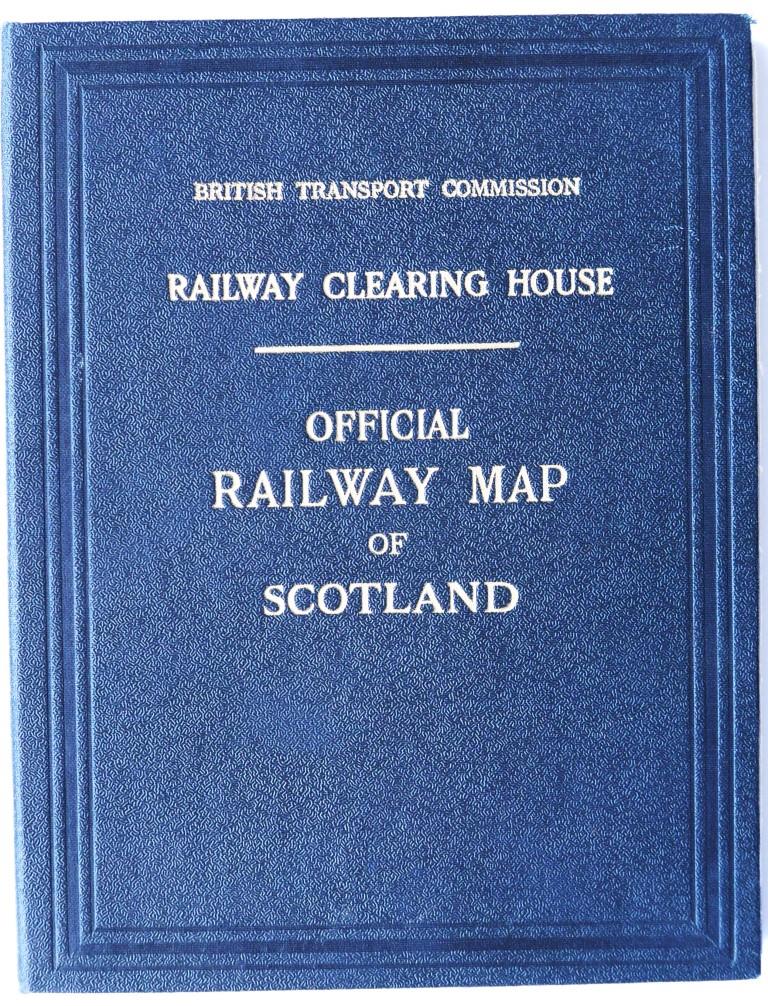 BRITISH TRANSPORT COMMISSION
RAILWAY CLEARING HOUSE
OFFICIAL
RAILWAY MAP
OF
SCOTLAND